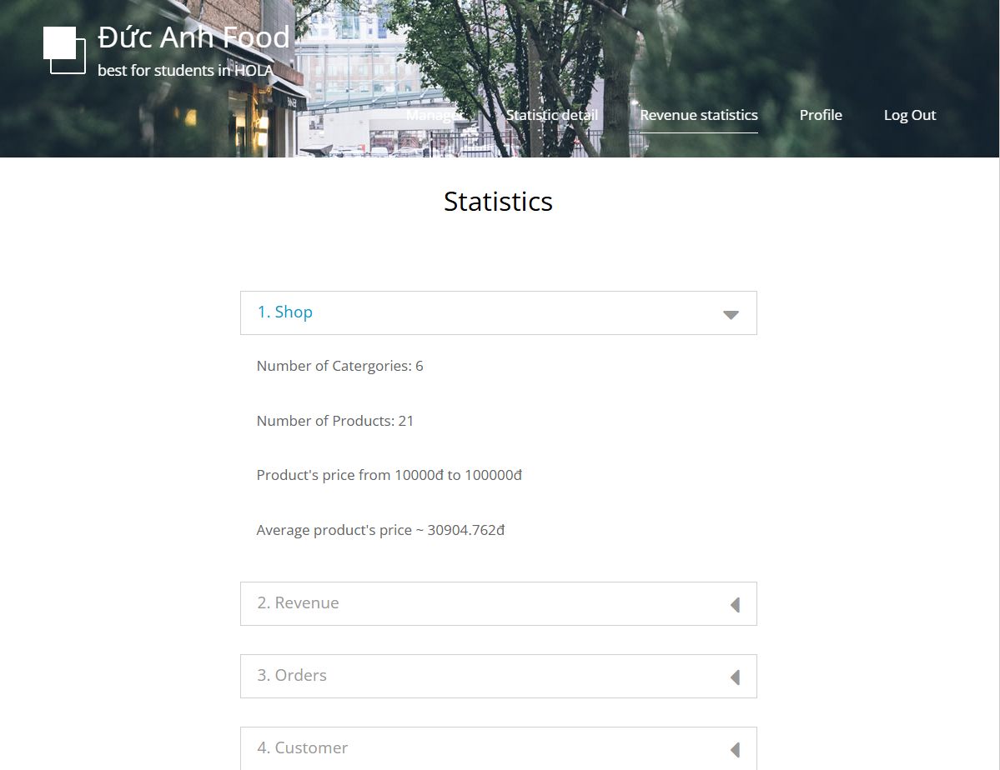 Đức Anh Food
best for students in HOLA
Manager
Statistic detail
Revenue statistics
Profile
Log Out
Statistics
1. Shop
Number of Catergories: 6
Number of Products: 21
Product's price from 10000đ to 100000đ
Average product's price ~ 30904.762đ
2. Revenue
3. Orders
4. Customer